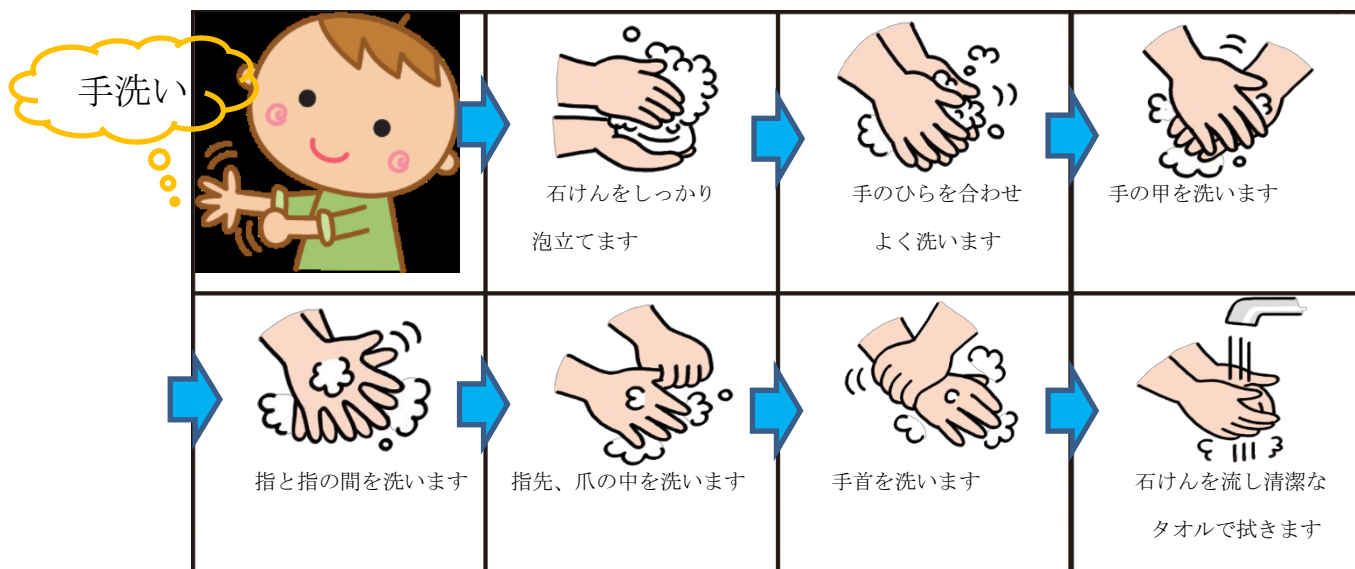 手洗い
石けんをしっかり
泡立てます
手のひらを合わせ
よく洗います
手の甲を洗います
指と指の間を洗います
指先、爪の中を洗います
手首を洗います
石けんを流し清潔な
タオルで拭きます